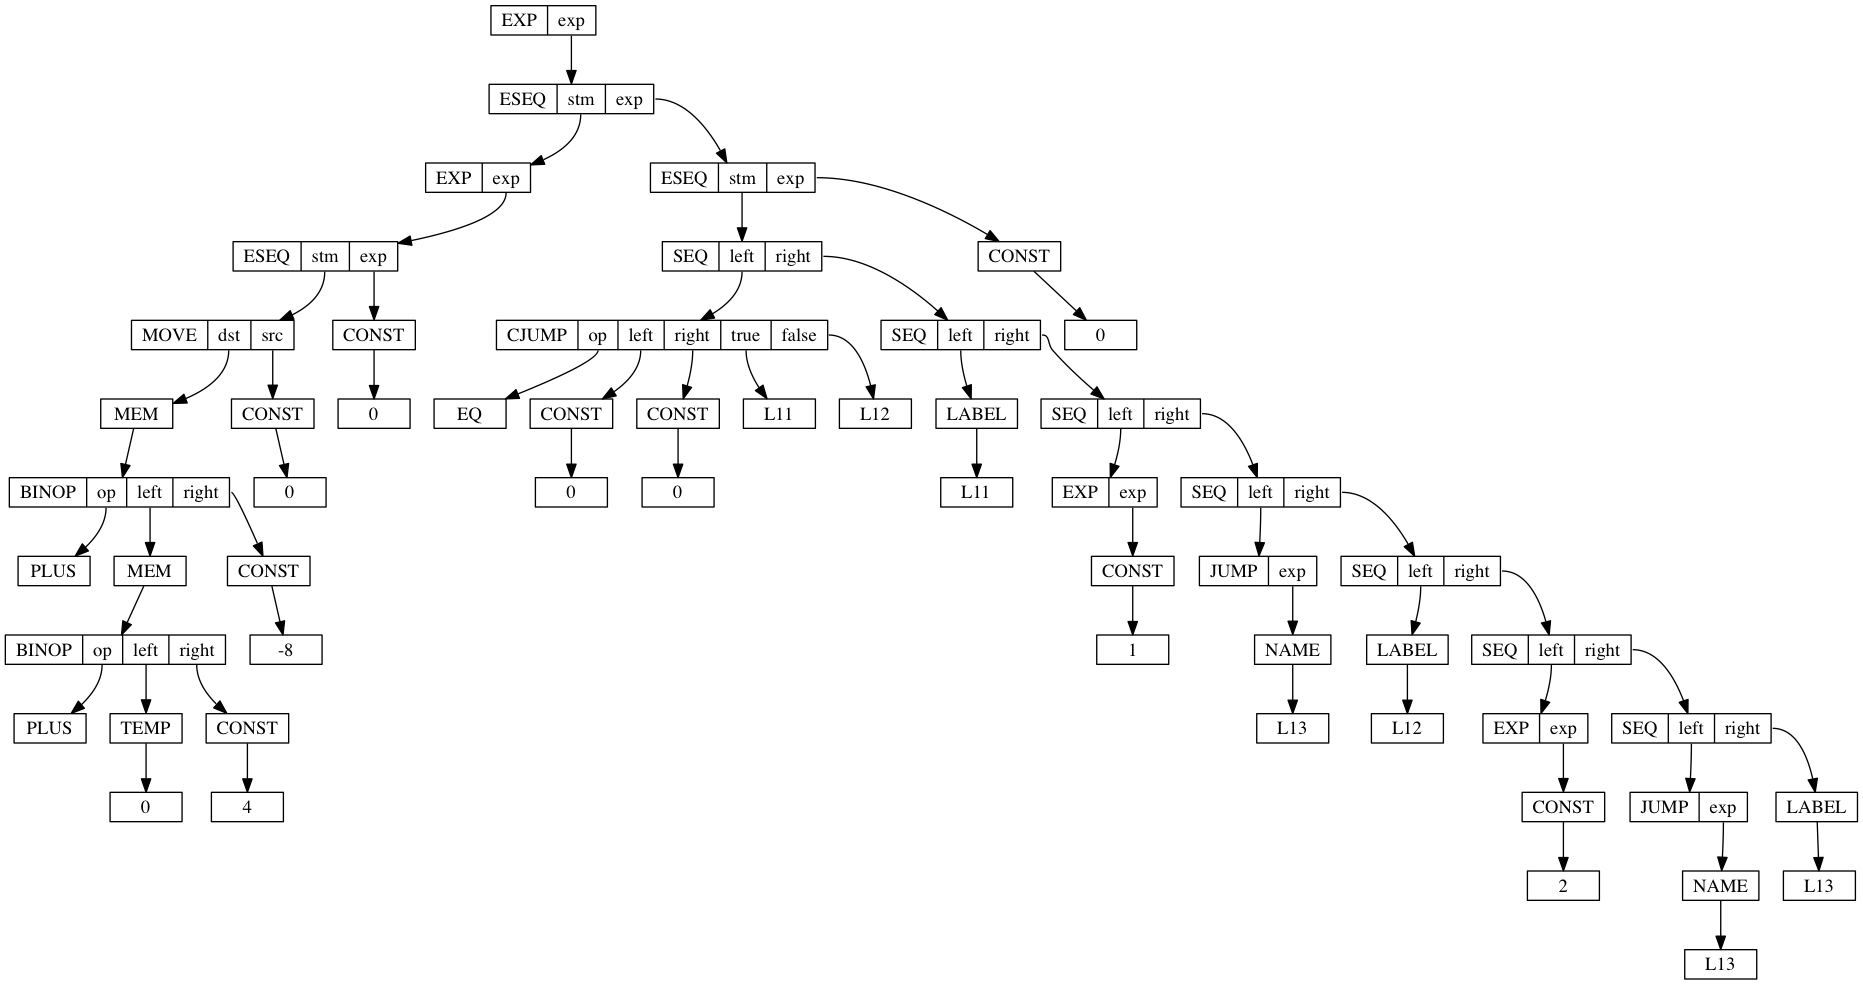 EXP exp
ESEQ stm exp
EXP exp ESEQ stm exp
ESEQ stm exp SEQ left right CONST
MOVE dst src CONST CJUMP op left right true false SEQ left right 0
MEM CONST 0 EQ CONST CONST L11 L12 LABEL SEQ left right
BINOP op left right 0 0 0 L11 EXP exp SEQ left right
PLUS MEM CONST CONST JUMP exp SEQ left right
BINOP op left right -8 1 NAME LABEL SEQ left right
PLUS TEMP CONST L13 L12 EXP exp SEQ left right
0 4 CONST JUMP exp LABEL
2 NAME L13
L13